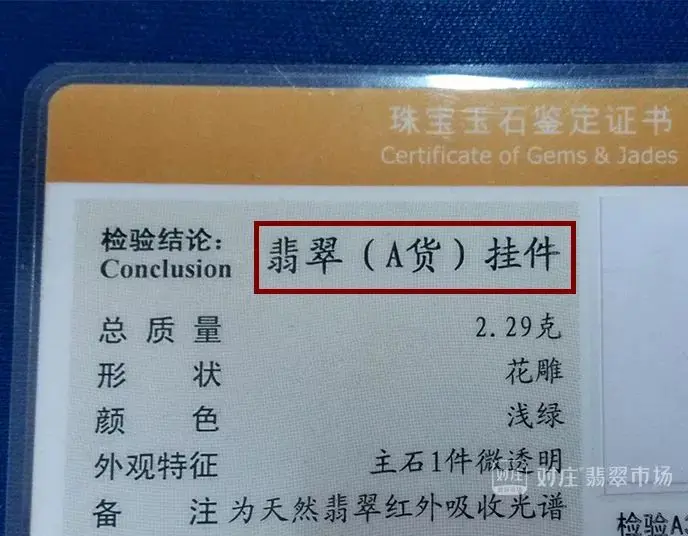 珠宝玉石鉴定证书
Certificate of Gems & Jades
检验结论: 翡翠(A货)挂件
Conclusion
总质量 2.29克
形状 花雕
颜色 浅绿
外观特征 主石1件微透明
备注 为天然翡翠红外吸收光谱
对庄 翡翠市场
检验A